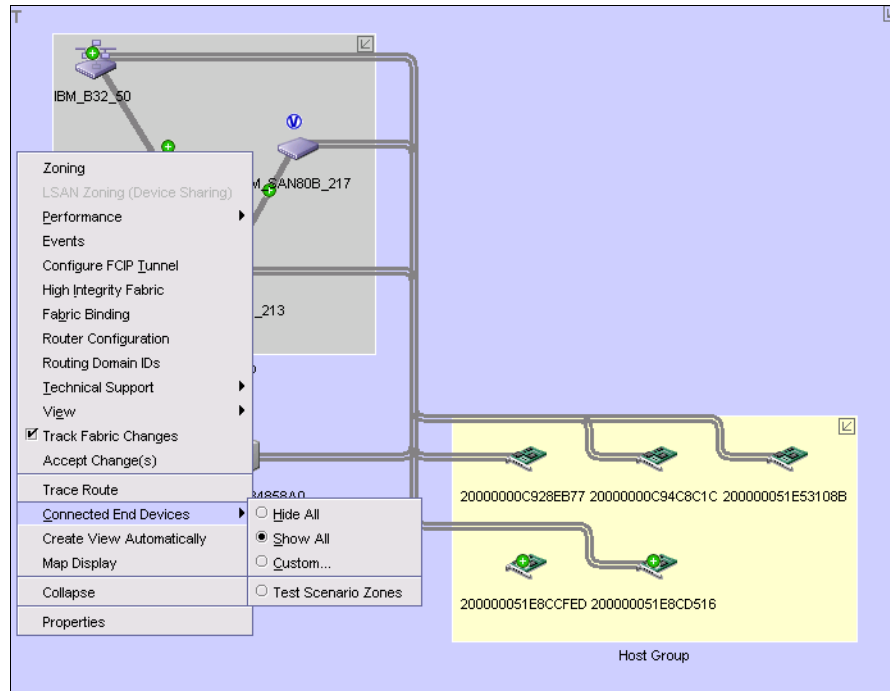 IBM_B32_50
M_SAN80B_217
_213
Zoning
LSAN Zoning (Device Sharing)
Performance
Events
Configure FCIP Tunnel
High Integrity Fabric
Fabric Binding
Router Configuration
Routing Domain IDs
Technical Support
View
Track Fabric Changes
Accept Change(s)
Trace Route
Connected End Devices
Create View Automatically
Map Display
Collapse
Properties
Hide All
Show All
Custom...
Test Scenario Zones
20000000C928EB77 20000000C94C8C1C 200000051E53108B
200000051E8CCFED 200000051E8CD516
Host Group